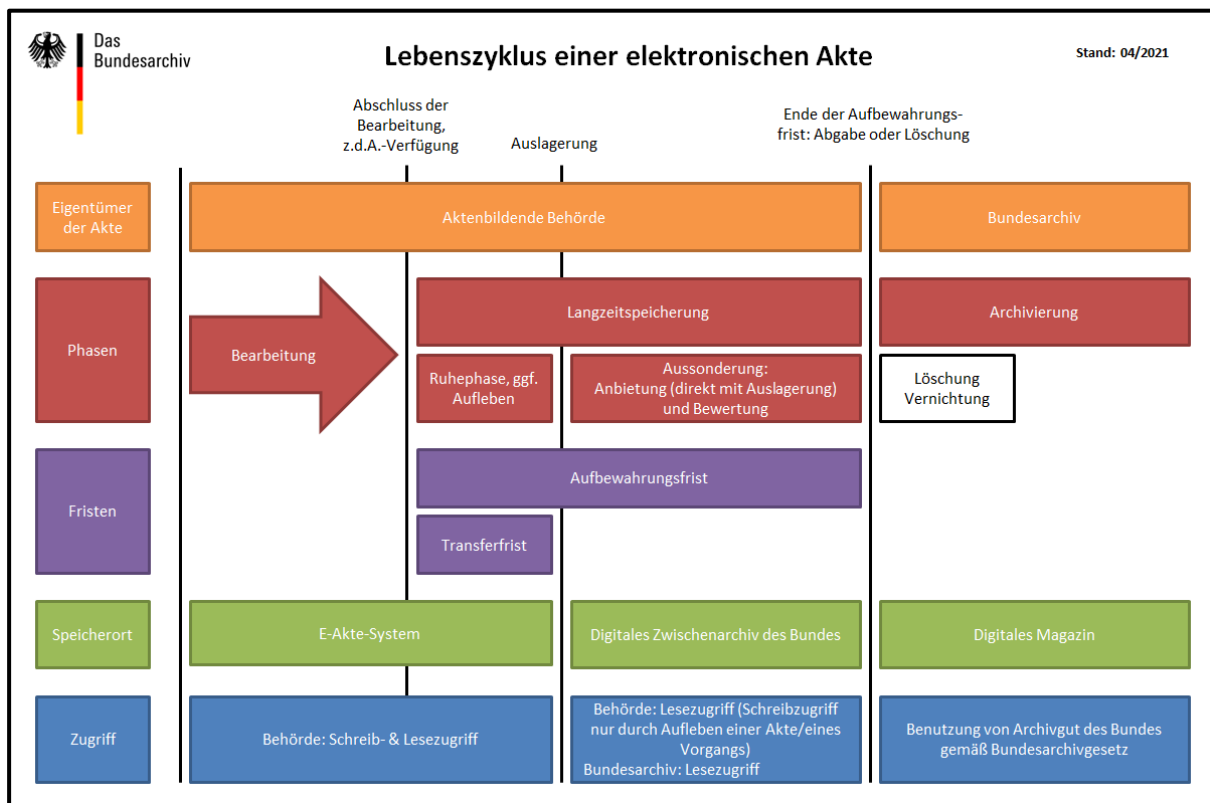 Das
Bundesarchiv
Lebenszyklus einer elektronischen Akte
Stand: 04/2021
Abschluss der
Bearbeitung,
z.d.A.-Verfügung
Auslagerung
Ende der Aufbewahrungs-
frist: Abgabe oder Löschung
Eigentümer
der Akte
Aktenbildende Behörde
Bundesarchiv
Phasen
Bearbeitung
Langzeitspeicherung
Archivierung
Ruhephase, ggf.
Aufleben
Aussonderung:
Anbietung (direkt mit Auslagerung)
und Bewertung
Löschung
Vernichtung
Fristen
Aufbewahrungsfrist
Transferfrist
Speicherort
E-Akte-System
Digitales Zwischenarchiv des Bundes
Digitales Magazin
Zugriff
Behörde: Schreib- & Lesezugriff
Behörde: Lesezugriff (Schreibzugriff
nur durch Aufleben einer Akte/eines
Vorgangs)
Bundesarchiv: Lesezugriff
Benutzung von Archivgut des Bundes
gemäß Bundesarchivgesetz